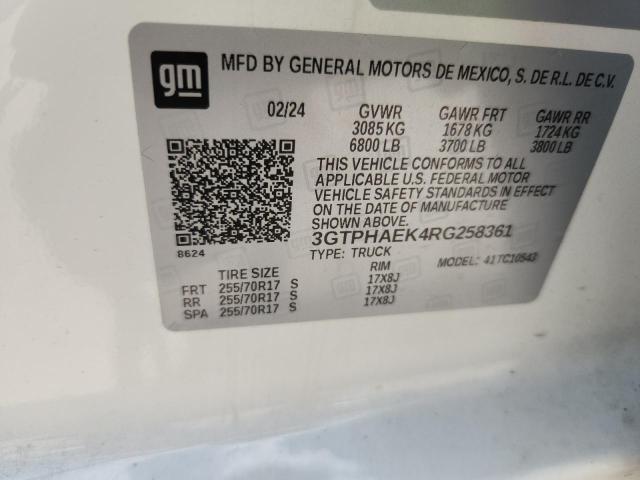 gm
MFD BY GENERAL MOTORS DE MEXICO, S. DE R.L. DE C.V.
02/24 GVWR GAWR FRT GAWR RR
3085 KG 1678 KG 1724 KG
6800 LB 3700 LB 3800 LB
THIS VEHICLE CONFORMS TO ALL
APPLICABLE U.S. FEDERAL MOTOR
VEHICLE SAFETY STANDARDS IN EFFECT
ON THE DATE OF MANUFACTURE
SHOWN ABOVE.
3GTPHAEK4RG258361
8624
TYPE: TRUCK MODEL: 41TC10543
TIRE SIZE RIM
FRT 255/70R17 S 17X8J
RR 255/70R17 S 17X8J
SPA 255/70R17 S 17X8J